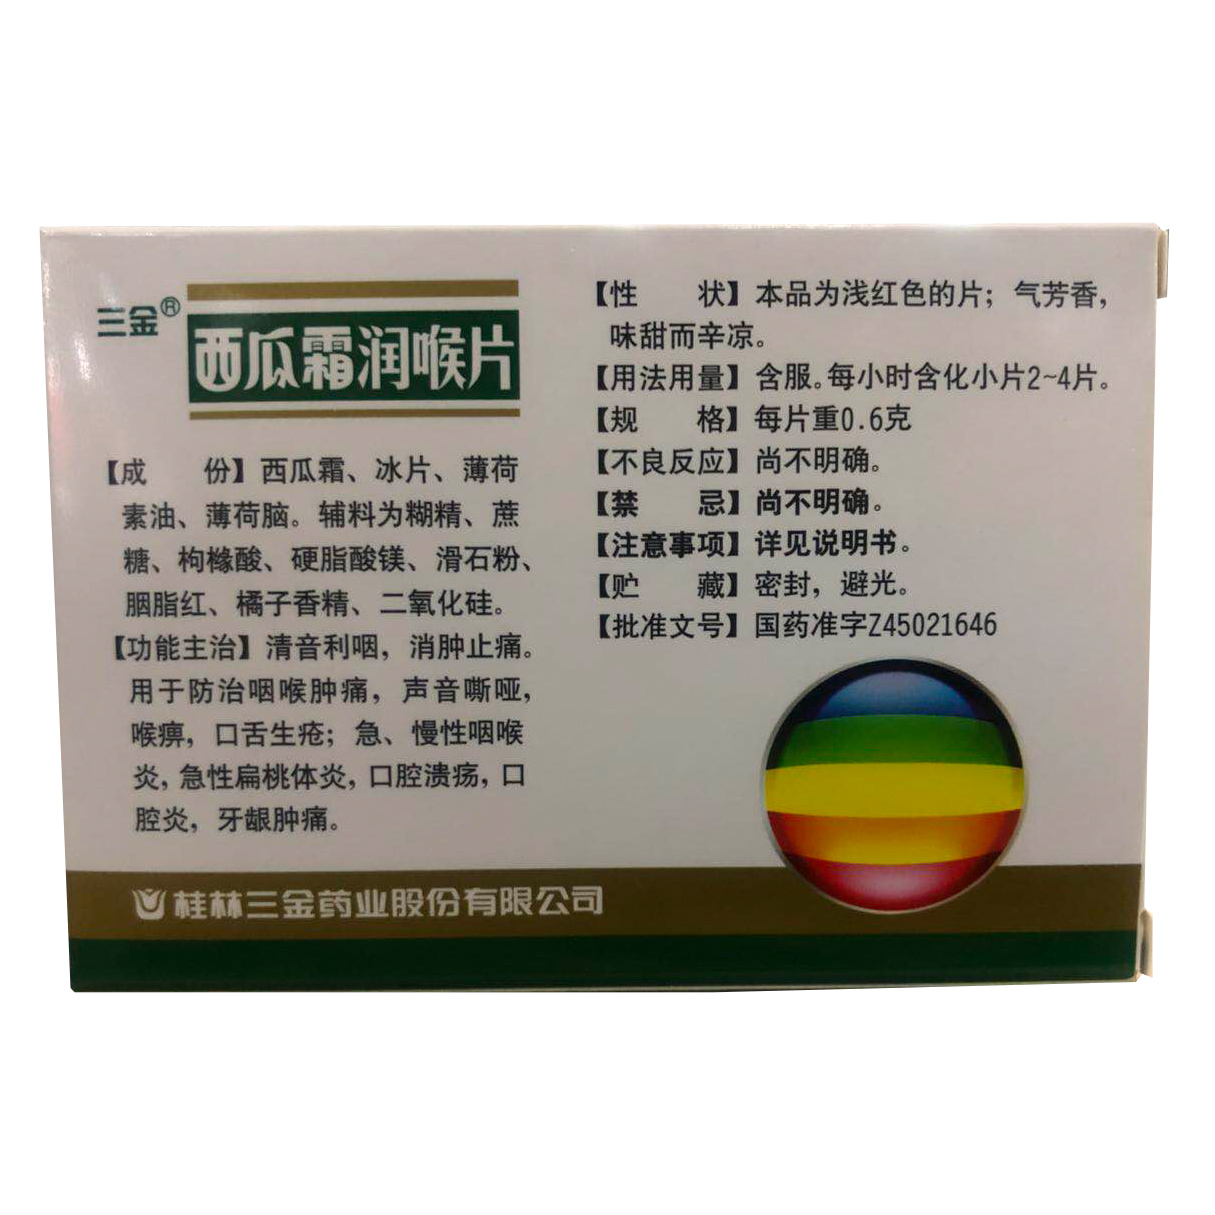 三金®
西瓜霜润喉片
【成　　份】西瓜霜、冰片、薄荷
素油、薄荷脑。辅料为糊精、蔗
糖、枸橼酸、硬脂酸镁、滑石粉、
胭脂红、橘子香精、二氧化硅。
【功能主治】清音利咽，消肿止痛。
用于防治咽喉肿痛，声音嘶哑，
喉痹，口舌生疮；急、慢性咽喉
炎，急性扁桃体炎，口腔溃疡，口
腔炎，牙龈肿痛。
【性　　状】本品为浅红色的片；气芳香，
味甜而辛凉。
【用法用量】含服。每小时含化小片2~4片。
【规　　格】每片重0.6克
【不良反应】尚不明确。
【禁　　忌】尚不明确。
【注意事项】详见说明书。
【贮　　藏】密封，避光。
【批准文号】国药准字Z45021646
桂林三金药业股份有限公司